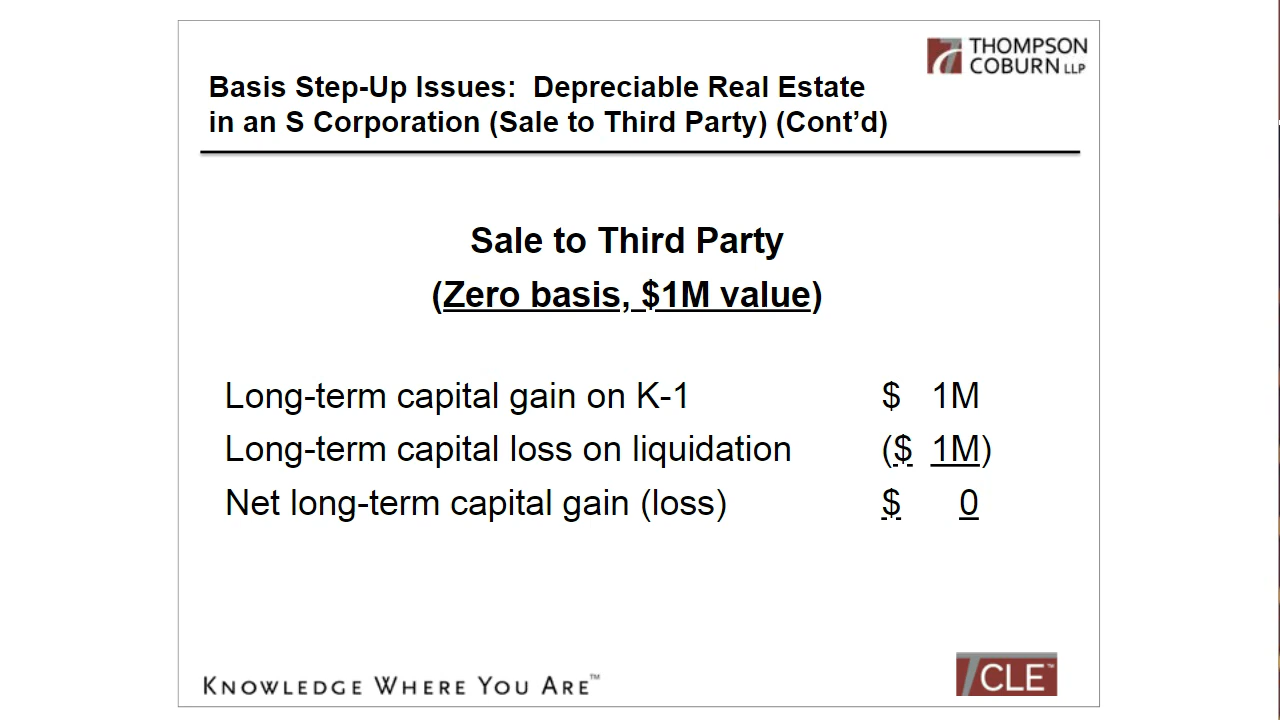 THOMPSON
COBURN LLP
Basis Step-Up Issues:  Depreciable Real Estate
in an S Corporation (Sale to Third Party) (Cont’d)
Sale to Third Party
(Zero basis, $1M value)
Long-term capital gain on K-1 $ 1M
Long-term capital loss on liquidation ($ 1M)
Net long-term capital gain (loss) $ 0
KNOWLEDGE WHERE YOU ARE™
TCLE™